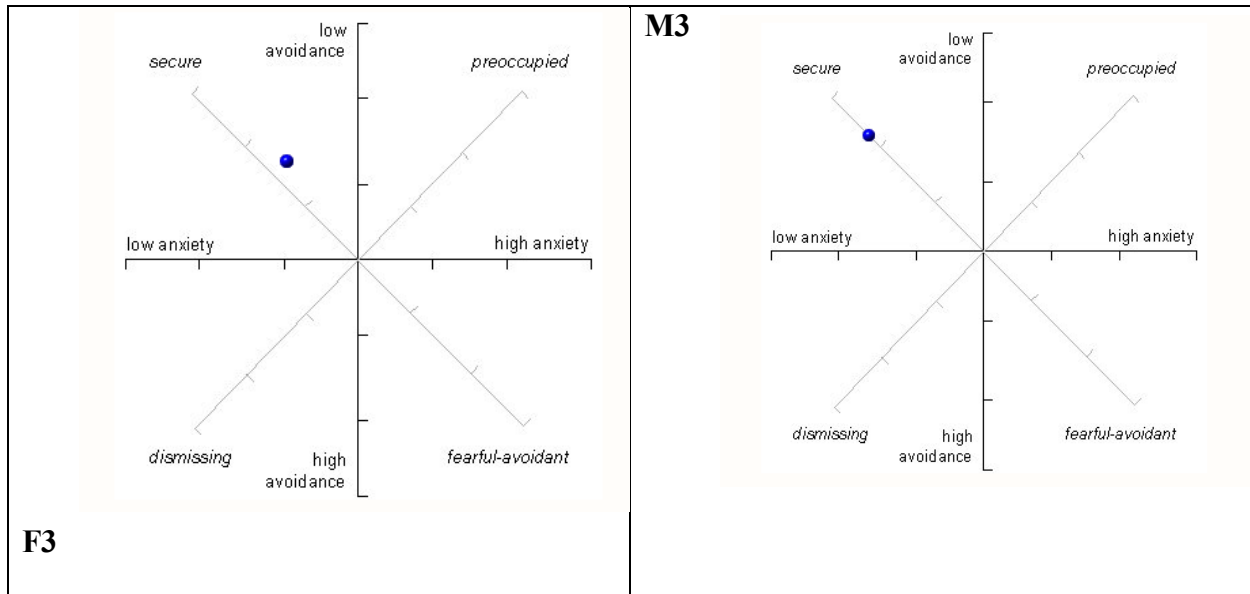 low
avoidance
secure
preoccupied
low anxiety
high anxiety
dismissing
high
avoidance
fearful-avoidant
F3
M3
low
avoidance
secure
preoccupied
low anxiety
high anxiety
dismissing
high
avoidance
fearful-avoidant